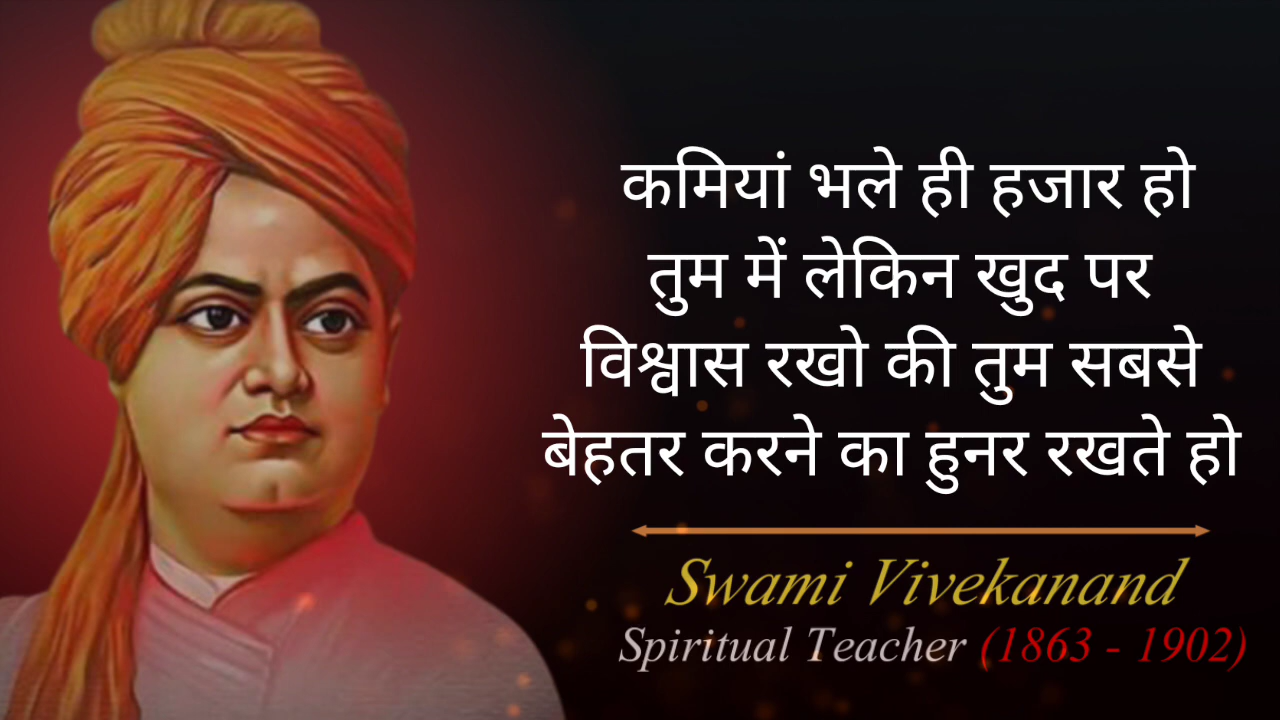 कमियां भले ही हजार हो
तुम में लेकिन खुद पर
विश्वास रखो की तुम सबसे
बेहतर करने का हुनर रखते हो
Swami Vivekanand
Spiritual Teacher (1863 - 1902)